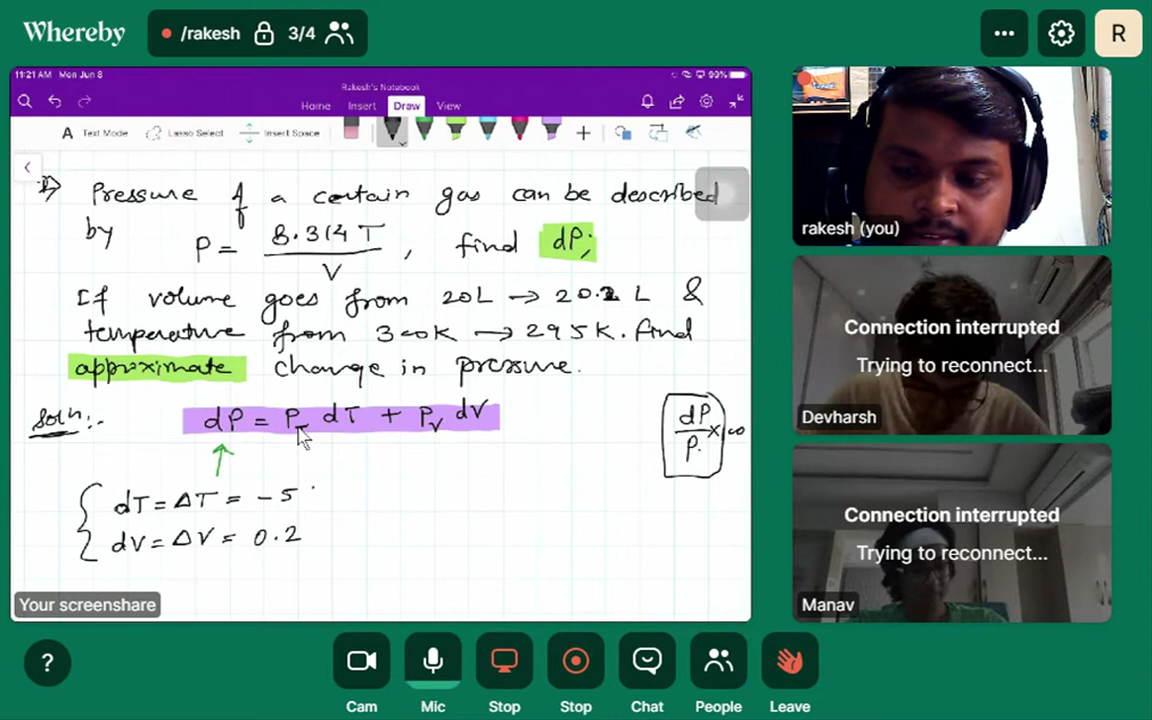 Whereby
/rakesh
3/4
R
11:21 AM Mon Jun 8
99%
Rakesh's Notebook
Home Insert Draw View
Text Mode
Lasso Select
Insert Space
Pressure of a certain gas can be described
by P = 8.314 T / V , find dP;
If volume goes from 20L → 20.2 L &
temperature from 300K → 295K. Find
approximate change in pressure.
Soln:-
dP = P_T dT + P_V dV
dP/P × 100
dT = ΔT = -5
dV = ΔV = 0.2
Your screenshare
rakesh (you)
Connection interrupted
Trying to reconnect...
Devharsh
Connection interrupted
Trying to reconnect...
Manav
?
Cam
Mic
Stop
Stop
Chat
People
Leave